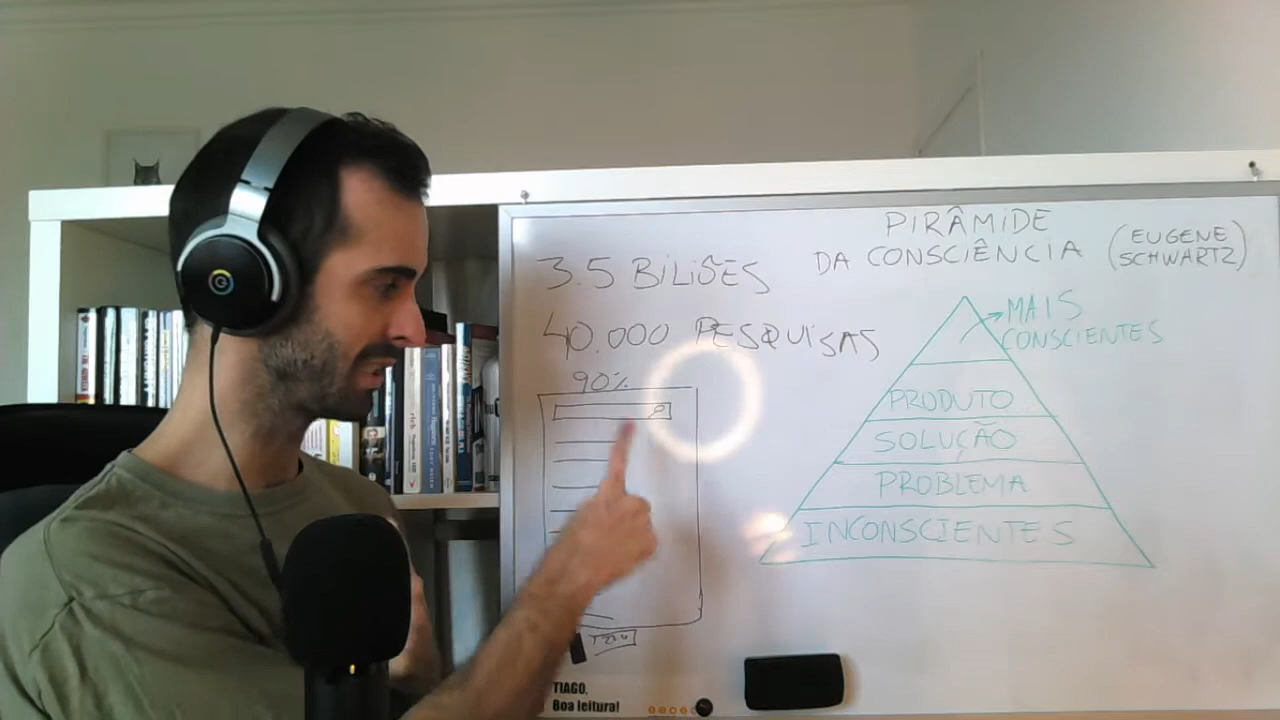 3.5 BILIÕES
40.000 PESQUISAS
90%
PIRÂMIDE
DA CONSCIÊNCIA
(EUGENE
SCHWARTZ)
MAIS
CONSCIENTES
PRODUTO
SOLUÇÃO
PROBLEMA
INCONSCIENTES
TIAGO,
Boa leitura!